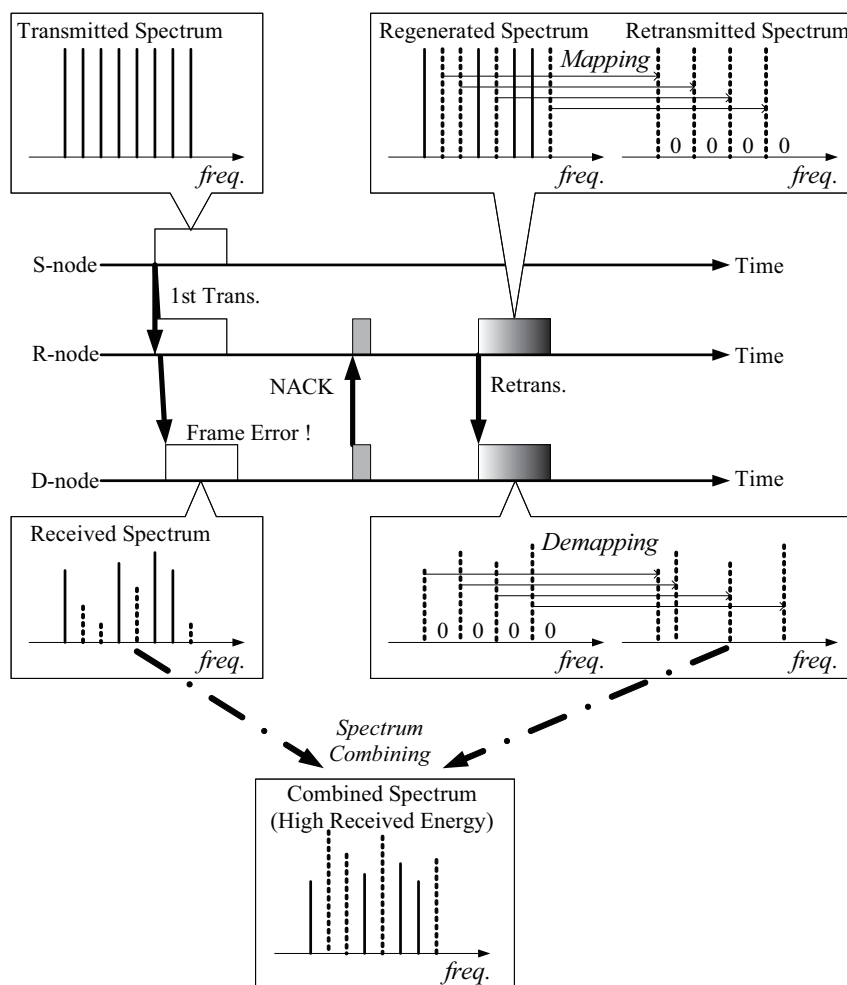 Transmitted Spectrum
freq.
Regenerated Spectrum
Retransmitted Spectrum
Mapping
0 0 0 0
freq.
freq.
S-node
Time
1st Trans.
R-node
Time
NACK
Retrans.
Frame Error !
D-node
Time
Received Spectrum
freq.
Demapping
0 0 0 0
freq.
freq.
Spectrum
Combining
Combined Spectrum
(High Received Energy)
freq.